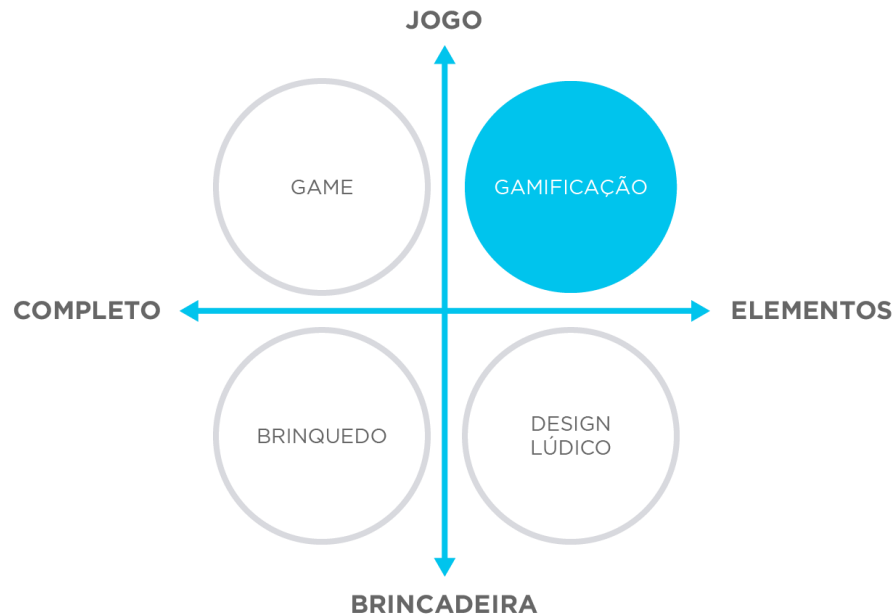 JOGO
GAME
GAMIFICAÇÃO
COMPLETO
ELEMENTOS
BRINQUEDO
DESIGN
LÚDICO
BRINCADEIRA